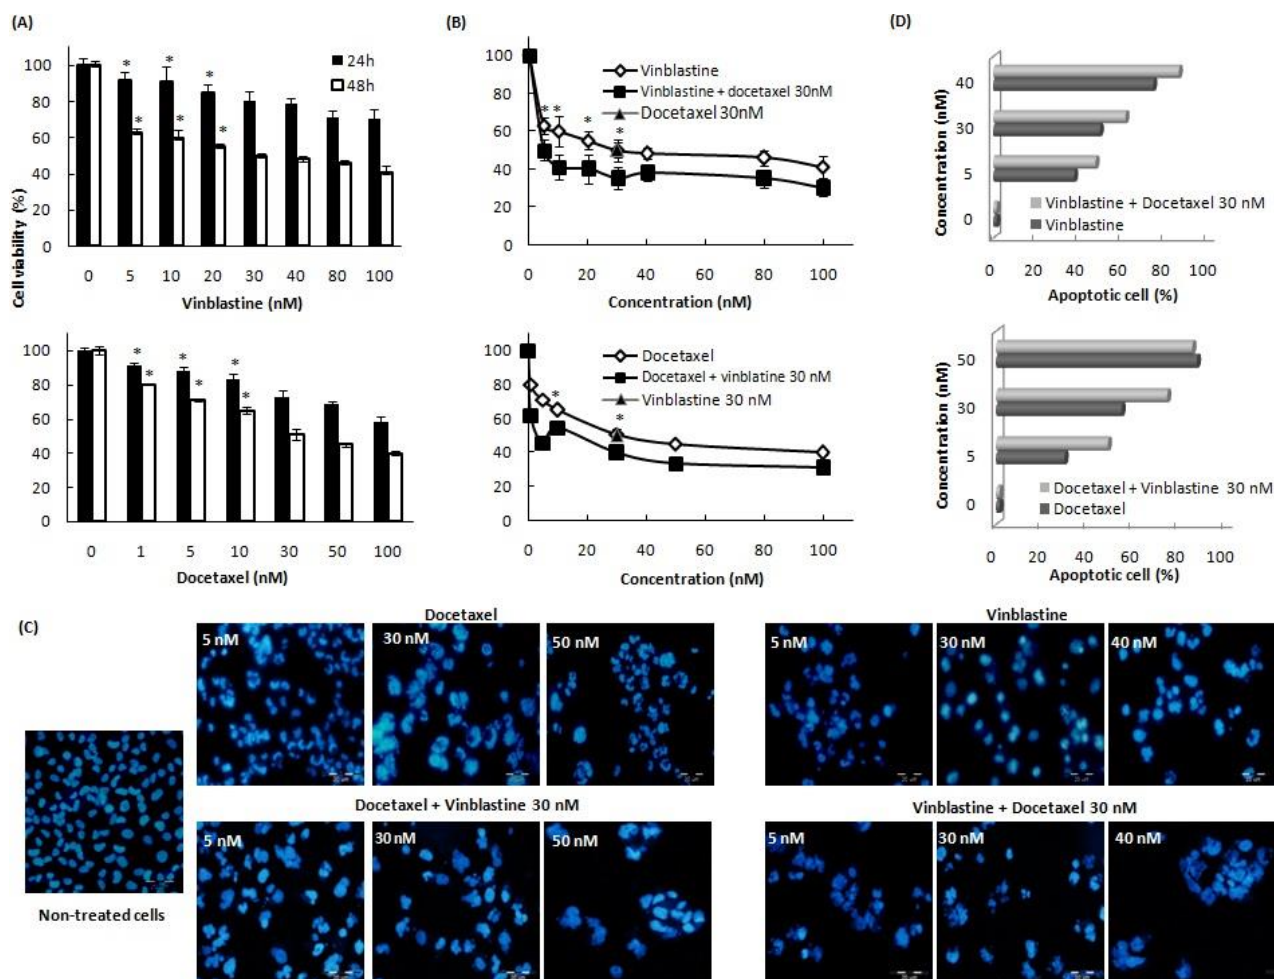 (A)
Cell viability (%)
100
80
60
40
20
0
* * *
* * *
24h
48h
0 5 10 20 30 40 80 100
Vinblastine (nM)
100
80
60
40
20
0
* * *
* * *
0 1 5 10 30 50 100
Docetaxel (nM)
(B)
100
80
60
40
20
0
* * * *
Vinblastine
Vinblastine + docetaxel 30nM
Docetaxel 30nM
0 20 40 60 80 100
Concentration (nM)
100
80
60
40
20
0
* *
Docetaxel
Docetaxel + vinblatine 30 nM
Vinblastine 30 nM
0 20 40 60 80 100
Concentration (nM)
(D)
Concentration (nM)
40
30
5
0
Vinblastine + Docetaxel 30 nM
Vinblastine
0 20 40 60 80 100
Apoptotic cell (%)
Concentration (nM)
50
30
5
0
Docetaxel + Vinblastine 30 nM
Docetaxel
0 20 40 60 80 100
Apoptotic cell (%)
(C)
Docetaxel
5 nM
30 nM
50 nM
Vinblastine
5 nM
30 nM
40 nM
Non-treated cells
Docetaxel + Vinblastine 30 nM
5 nM
30 nM
50 nM
Vinblastine + Docetaxel 30 nM
5 nM
30 nM
40 nM